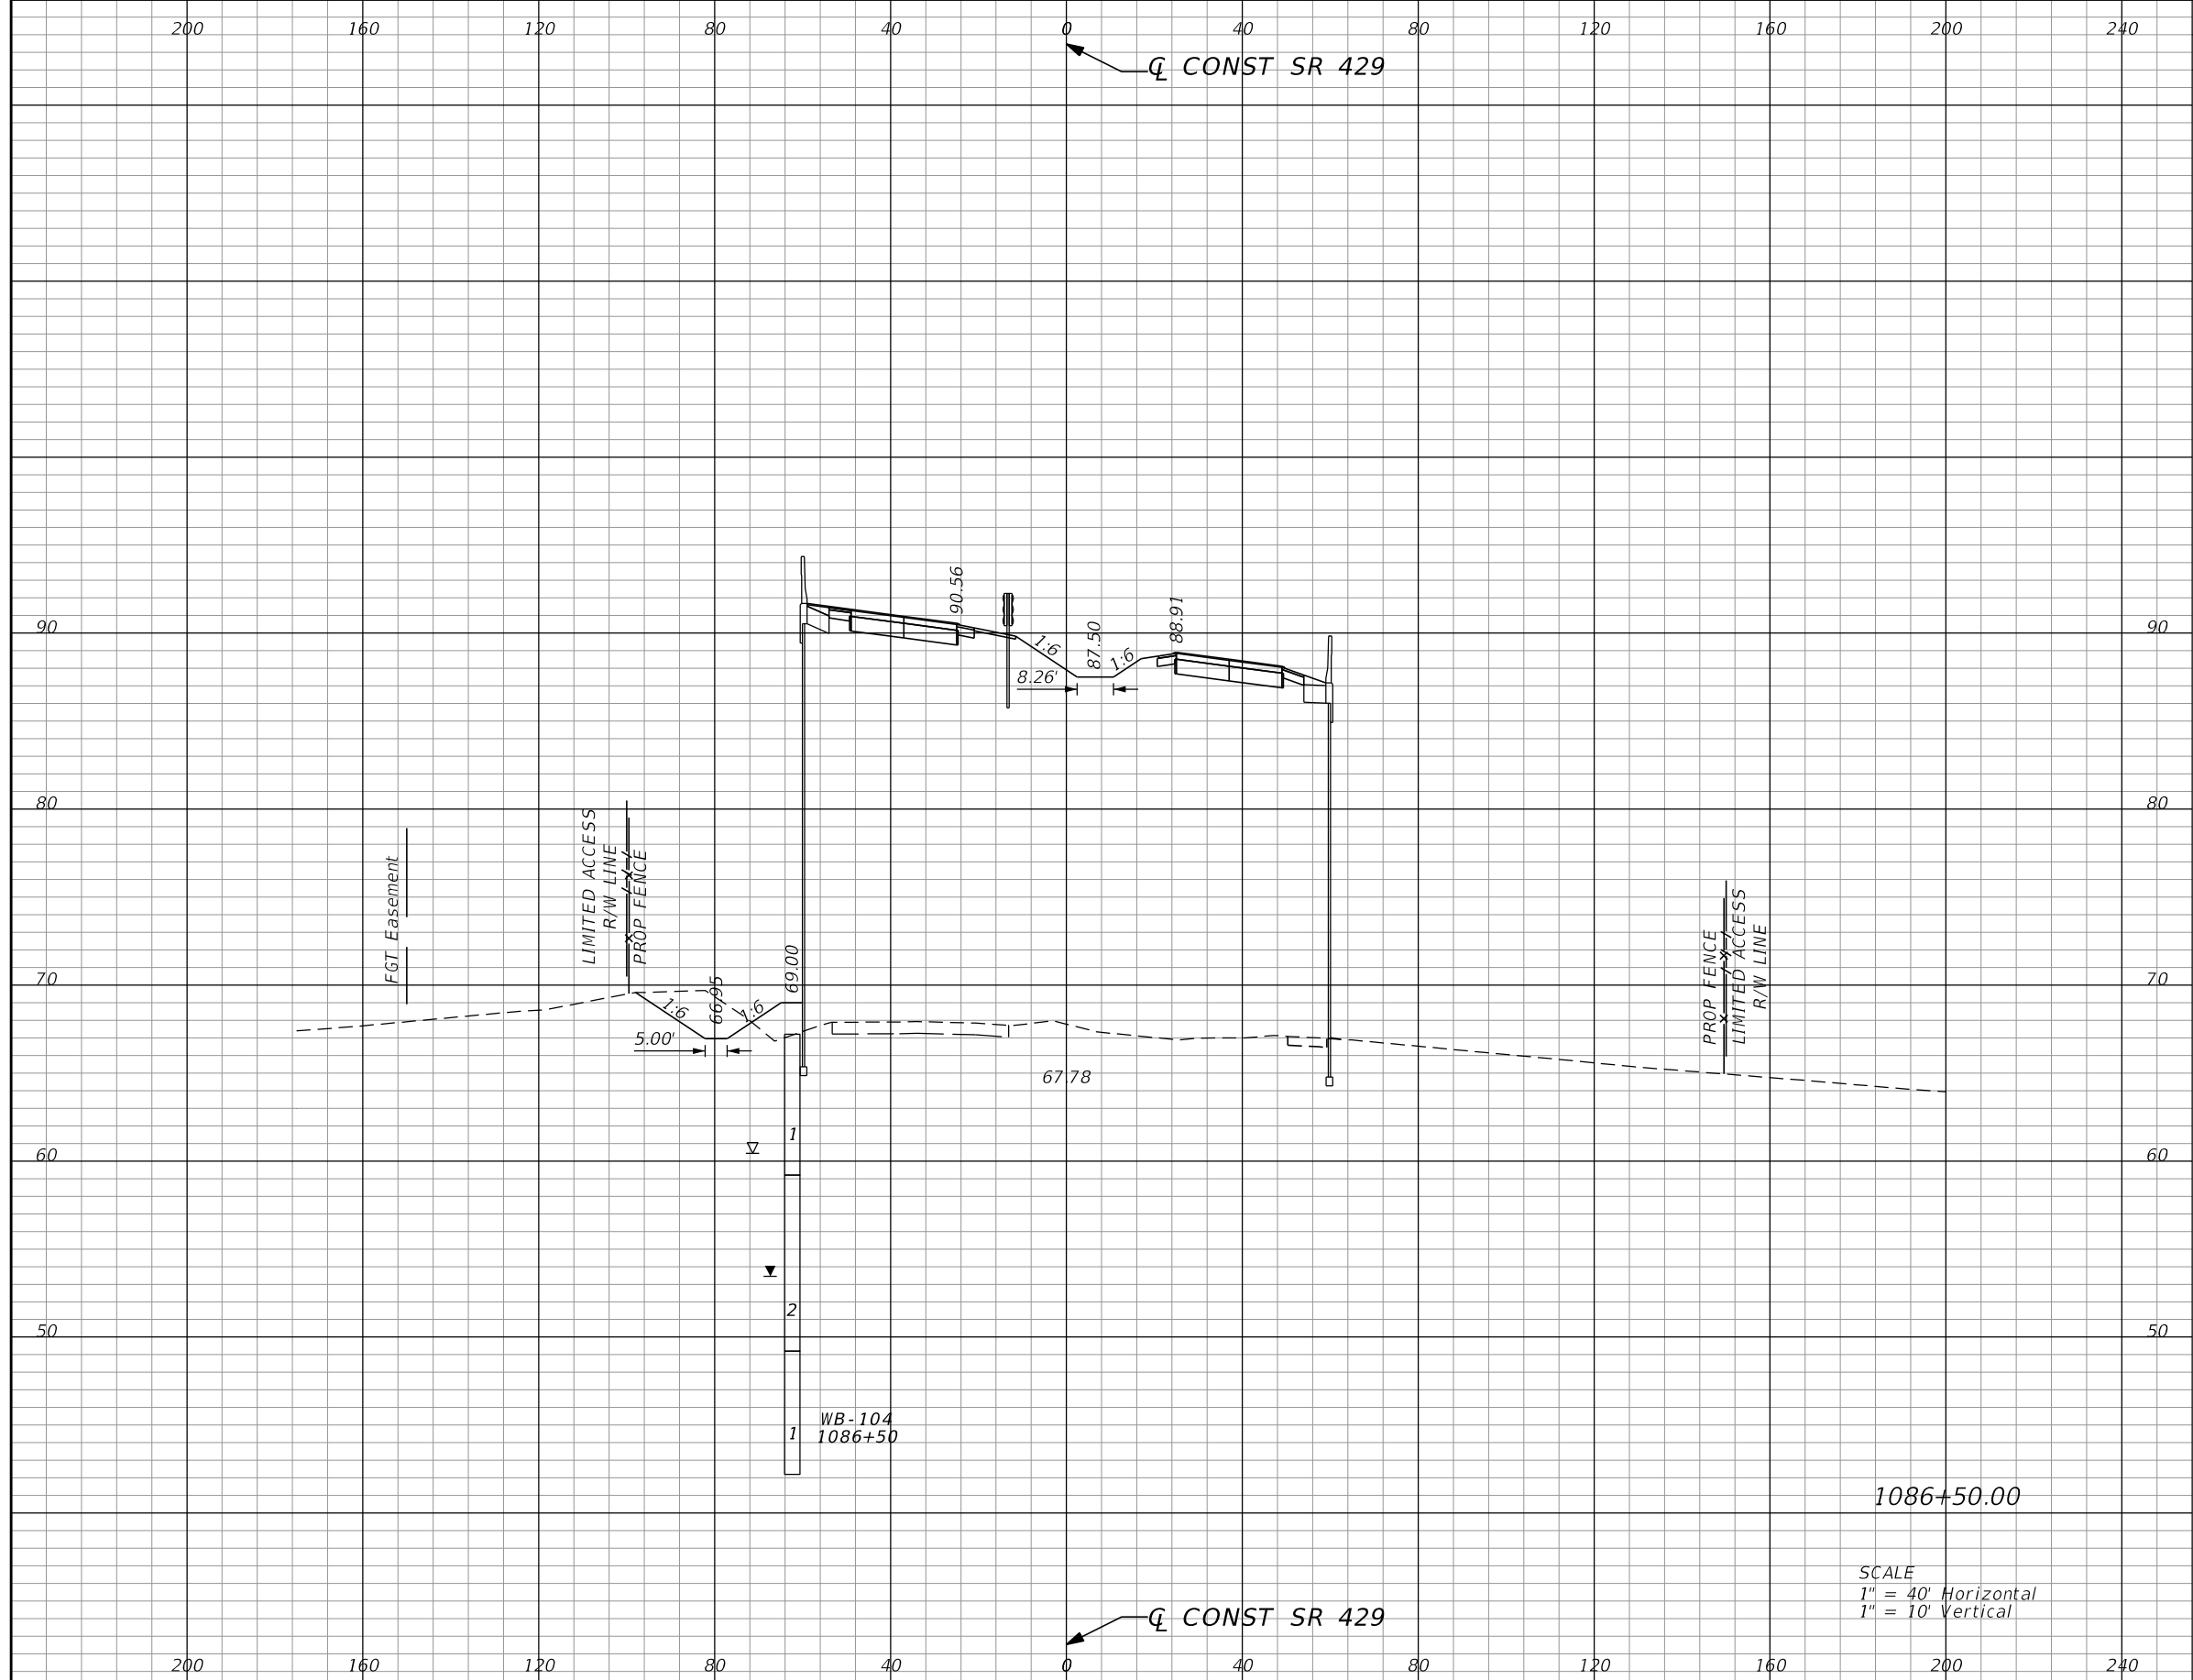 200 160 120 80 40 0 40 80 120 160 200 240
℄ CONST SR 429
90.56
88.91
90 90
1:6
87.50
1:6
8.26'
80 80
FGT Easement
LIMITED ACCESS
R/W LINE
PROP FENCE
PROP FENCE
LIMITED ACCESS
R/W LINE
69.00
70 70
66.95
1:6
1:6
5.00'
67.78
1
60 60
2
50 50
WB-104
1086+50
1
1086+50.00
SCALE
1" = 40' Horizontal
1" = 10' Vertical
℄ CONST SR 429
200 160 120 80 40 0 40 80 120 160 200 240